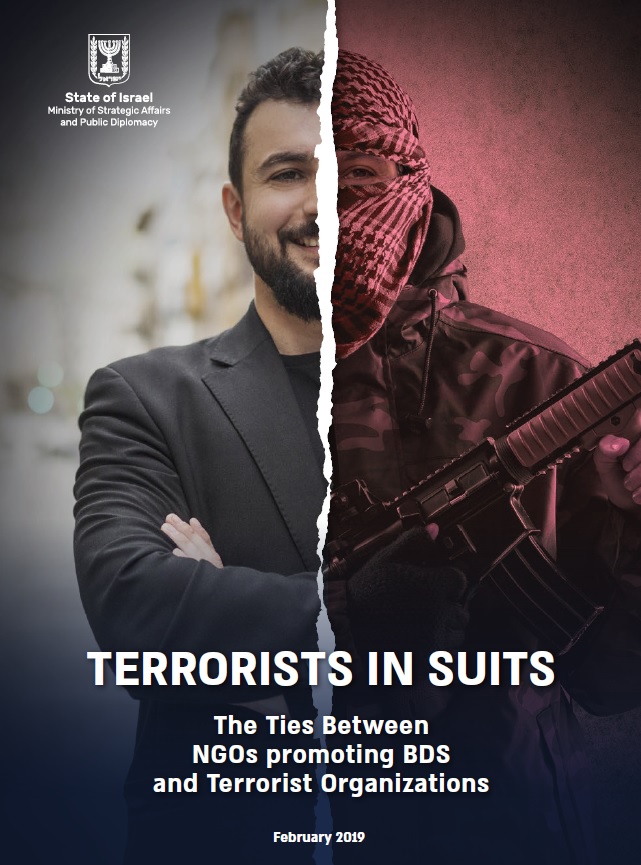 State of Israel
Ministry of Strategic Affairs
and Public Diplomacy
TERRORISTS IN SUITS
The Ties Between
NGOs promoting BDS
and Terrorist Organizations
February 2019